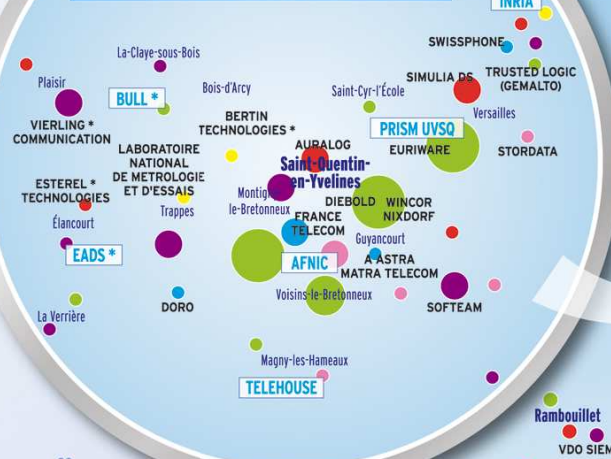 INRIA
SWISSPHONE
La-Claye-sous-Bois
SIMULIA DS
TRUSTED LOGIC
(GEMALTO)
Plaisir
BULL *
Bois-d'Arcy
Saint-Cyr-l'École
Versailles
VIERLING *
COMMUNICATION
BERTIN
TECHNOLOGIES *
PRISM UVSQ
EURIWARE
STORDATA
LABORATOIRE
NATIONAL
DE METROLOGIE
ET D'ESSAIS
AURALOG
Saint-Quentin-
en-Yvelines
ESTEREL *
TECHNOLOGIES
Trappes
Montigny
le-Bretonneux
DIEBOLD
WINCOR
NIXDORF
Élancourt
FRANCE
TELECOM
Guyancourt
EADS *
AFNIC
A ASTRA
MATRA TELECOM
Voisins-le-Bretonneux
DORO
SOFTEAM
La Verrière
Magny-les-Hameaux
TELEHOUSE
Rambouillet
VDO SIEM